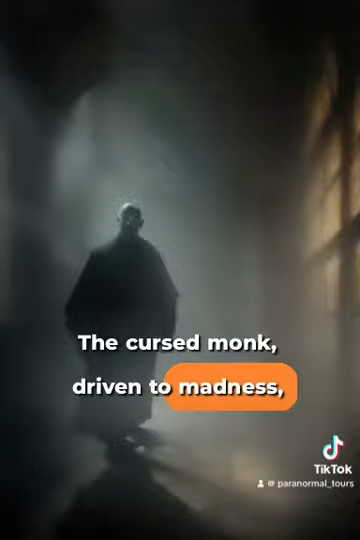 The cursed monk,
driven to madness,
TikTok
@ paranormal_tours